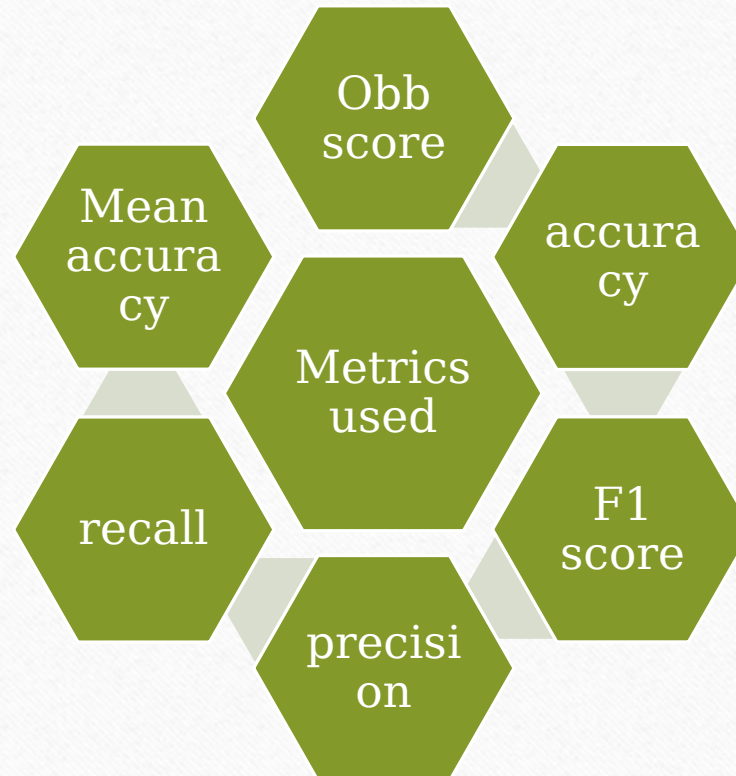 Obb
score
accura
cy
F1
score
precisi
on
recall
Mean
accura
cy
Metrics
used